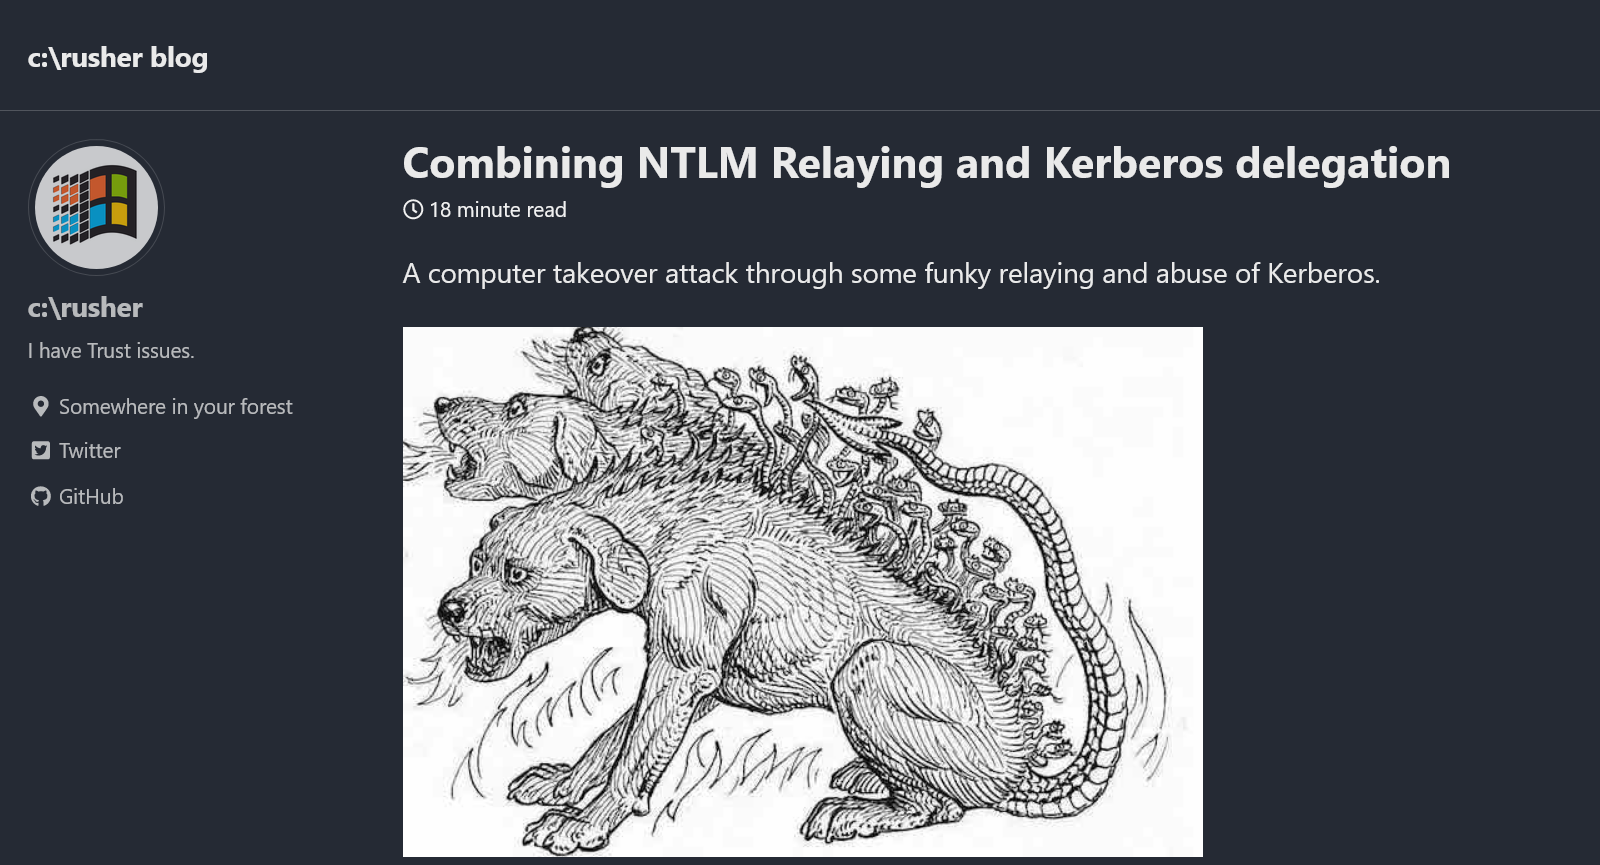 c:\rusher blog
Combining NTLM Relaying and Kerberos delegation
18 minute read
A computer takeover attack through some funky relaying and abuse of Kerberos.
c:\rusher
I have Trust issues.
Somewhere in your forest
Twitter
GitHub